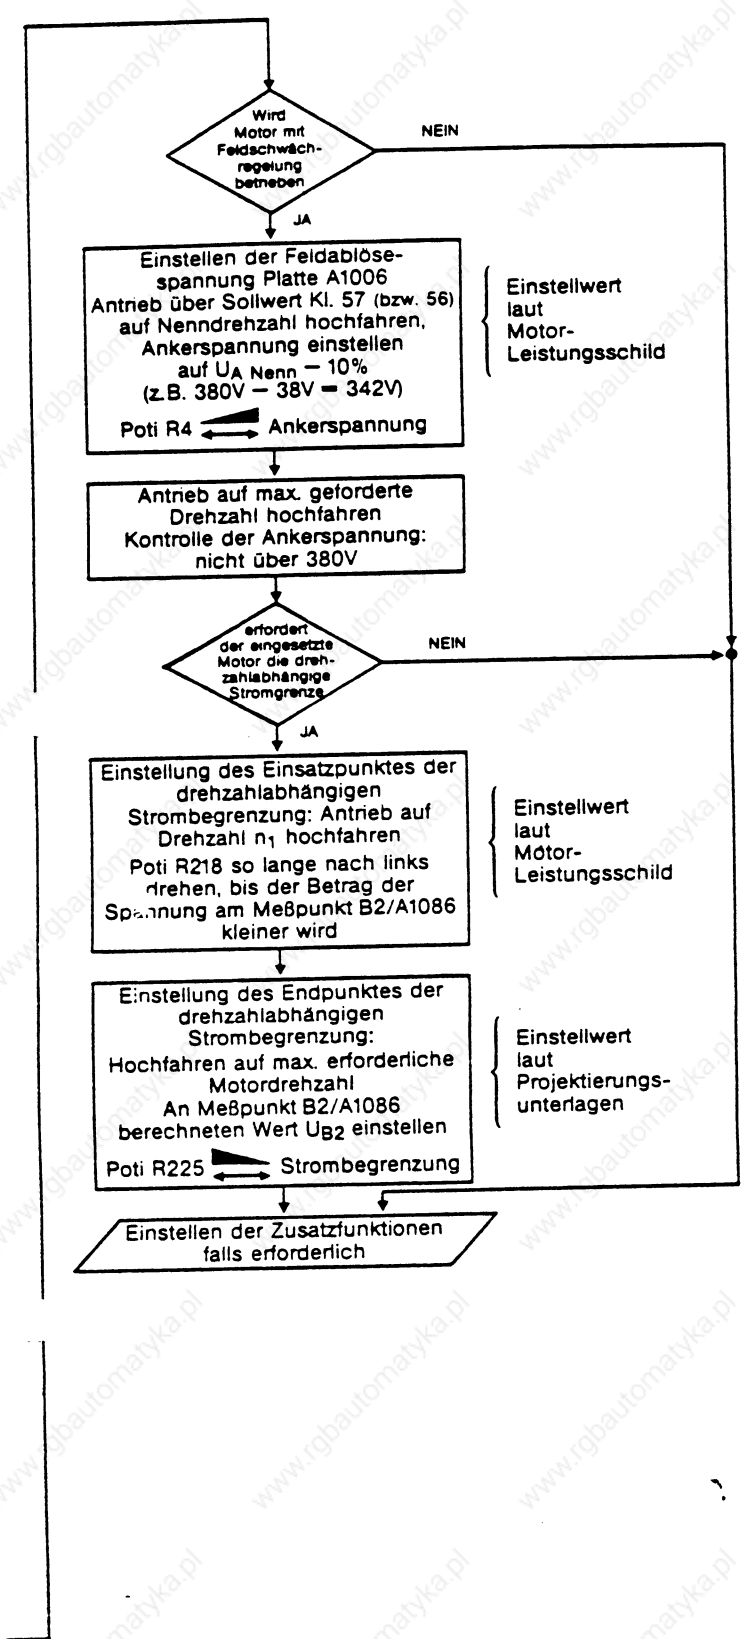 Wird
Motor mit
Feldschwäch-
regelung
betrieben
NEIN
JA
Einstellen der Feldablöse-
spannung Platte A1006
Antrieb über Sollwert Kl. 57 (bzw. 56)
auf Nenndrehzahl hochfahren,
Ankerspannung einstellen
auf UA Nenn – 10%
(z.B. 380V – 38V = 342V)
Poti R4 Ankerspannung
Einstellwert
laut
Motor-
Leistungsschild
Antrieb auf max. geforderte
Drehzahl hochfahren
Kontrolle der Ankerspannung:
nicht über 380V
erfordert
der eingesetzte
Motor die dreh-
zahlabhängige
Stromgrenze
NEIN
JA
Einstellung des Einsatzpunktes der
drehzahlabhängigen
Strombegrenzung: Antrieb auf
Drehzahl n1 hochfahren
Poti R218 so lange nach links
drehen, bis der Betrag der
Spannung am Meßpunkt B2/A1086
kleiner wird
Einstellwert
laut
Motor-
Leistungsschild
Einstellung des Endpunktes der
drehzahlabhängigen
Strombegrenzung:
Hochfahren auf max. erforderliche
Motordrehzahl
An Meßpunkt B2/A1086
berechneten Wert UB2 einstellen
Poti R225 Strombegrenzung
Einstellwert
laut
Projektierungs-
unterlagen
Einstellen der Zusatzfunktionen
falls erforderlich
www.rgbautomatyka.pl